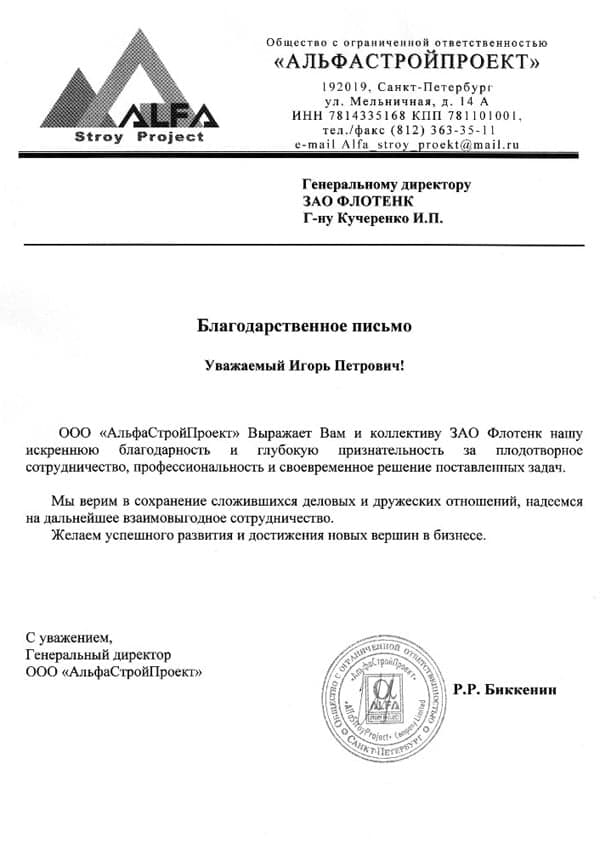 ALFA
Stroy Project
Общество с ограниченной ответственностью
«АЛЬФАСТРОЙПРОЕКТ»
192019, Санкт-Петербург
ул. Мельничная, д. 14 А
ИНН 7814335168 КПП 781101001,
тел./факс (812) 363-35-11
e-mail Alfa_stroy_proekt@mail.ru
Генеральному директору
ЗАО ФЛОТЕНК
Г-ну Кучеренко И.П.
Благодарственное письмо
Уважаемый Игорь Петрович!
ООО «АльфаСтройПроект» Выражает Вам и коллективу ЗАО Флотенк нашу
искреннюю благодарность и глубокую признательность за плодотворное
сотрудничество, профессиональность и своевременное решение поставленных задач.
Мы верим в сохранение сложившихся деловых и дружеских отношений, надеемся
на дальнейшее взаимовыгодное сотрудничество.
Желаем успешного развития и достижения новых вершин в бизнесе.
С уважением,
Генеральный директор
ООО «АльфаСтройПроект»
Общество с ограниченной ответственностью
Санкт-Петербург
«АльфаСтройПроект»
«AlfaStroyProject» Company Limited
ALFA
Р.Р. Биккенин